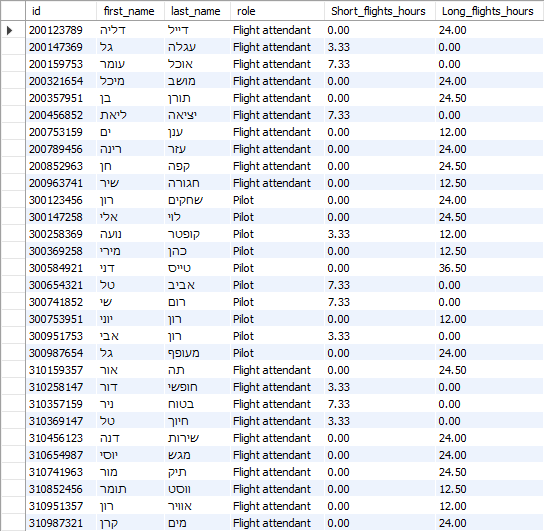 id first_name last_name role Short_flights_hours Long_flights_hours
200123789 דליה דייל Flight attendant 0.00 24.00
200147369 גל עגלה Flight attendant 3.33 0.00
200159753 עומר אוכל Flight attendant 7.33 0.00
200321654 מיכל מושב Flight attendant 0.00 24.00
200357951 בן תורן Flight attendant 0.00 24.50
200456852 ליאת יציאה Flight attendant 7.33 0.00
200753159 ים ענן Flight attendant 0.00 12.00
200789456 רינה עזר Flight attendant 0.00 24.00
200852963 חן קפה Flight attendant 0.00 24.50
200963741 שיר חגורה Flight attendant 0.00 12.50
300123456 רון שחקים Pilot 0.00 24.00
300147258 אלי לוי Pilot 0.00 24.50
300258369 נועה קופטר Pilot 3.33 12.00
300369258 מירי כהן Pilot 0.00 12.50
300584921 דני טייס Pilot 0.00 36.50
300654321 טל אביב Pilot 7.33 0.00
300741852 שי רום Pilot 7.33 0.00
300753951 יוני רון Pilot 0.00 12.00
300951753 אבי רון Pilot 3.33 0.00
300987654 גל מעופף Pilot 0.00 24.00
310159357 אור תה Flight attendant 0.00 24.50
310258147 דור חופשי Flight attendant 3.33 0.00
310357159 ניר בטוח Flight attendant 7.33 0.00
310369147 טל חיוך Flight attendant 3.33 0.00
310456123 דנה שירות Flight attendant 0.00 24.00
310654987 יוסי מגש Flight attendant 0.00 24.00
310741963 מור תיק Flight attendant 0.00 24.50
310852456 תומר ווסט Flight attendant 0.00 12.50
310951357 רון אוויר Flight attendant 0.00 12.00
310987321 קרן מים Flight attendant 0.00 24.00